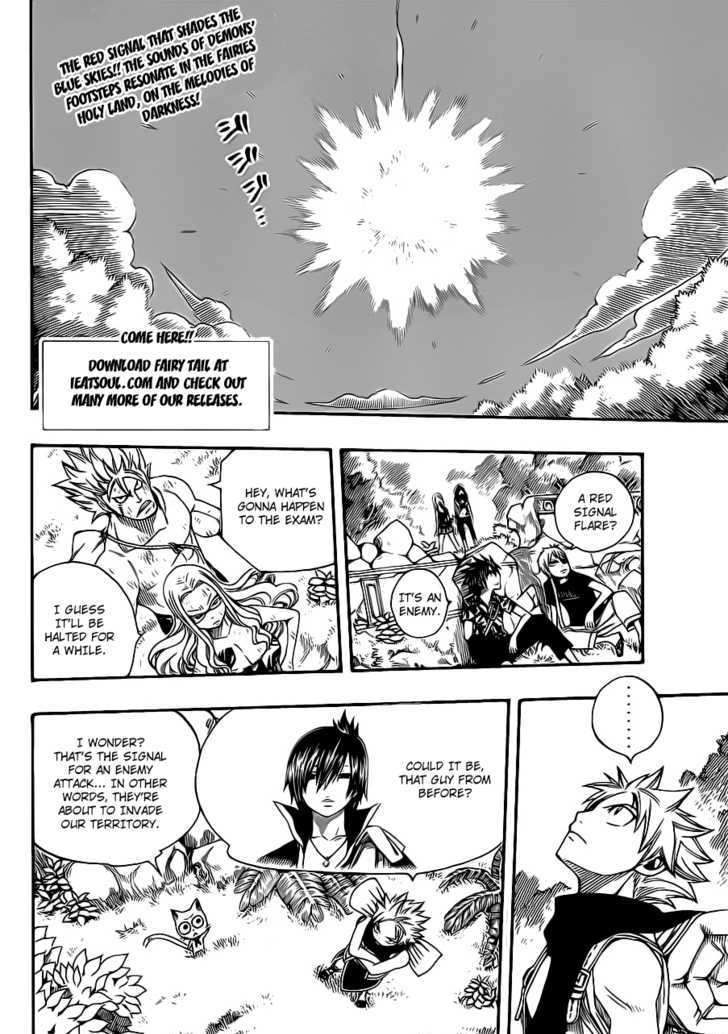 THE RED SIGNAL THAT SHADES THE
BLUE SKIES!! THE SOUNDS OF DEMONS'
FOOTSTEPS RESONATE IN THE FAIRIES
HOLY LAND, ON THE MELODIES OF
DARKNESS!
ジジジ...
COME HERE!!
DOWNLOAD FAIRY TAIL AT
IEATSOUL.COM AND CHECK OUT
MANY MORE OF OUR RELEASES.
HEY, WHAT'S
GONNA HAPPEN
TO THE EXAM?
I GUESS
IT'LL BE
HALTED FOR
A WHILE.
A RED
SIGNAL
FLARE?
IT'S AN
ENEMY.
I WONDER?
THAT'S THE SIGNAL
FOR AN ENEMY
ATTACK... IN OTHER
WORDS, THEY'RE
ABOUT TO INVADE
OUR TERRITORY.
COULD IT BE,
THAT GUY FROM
BEFORE?
........